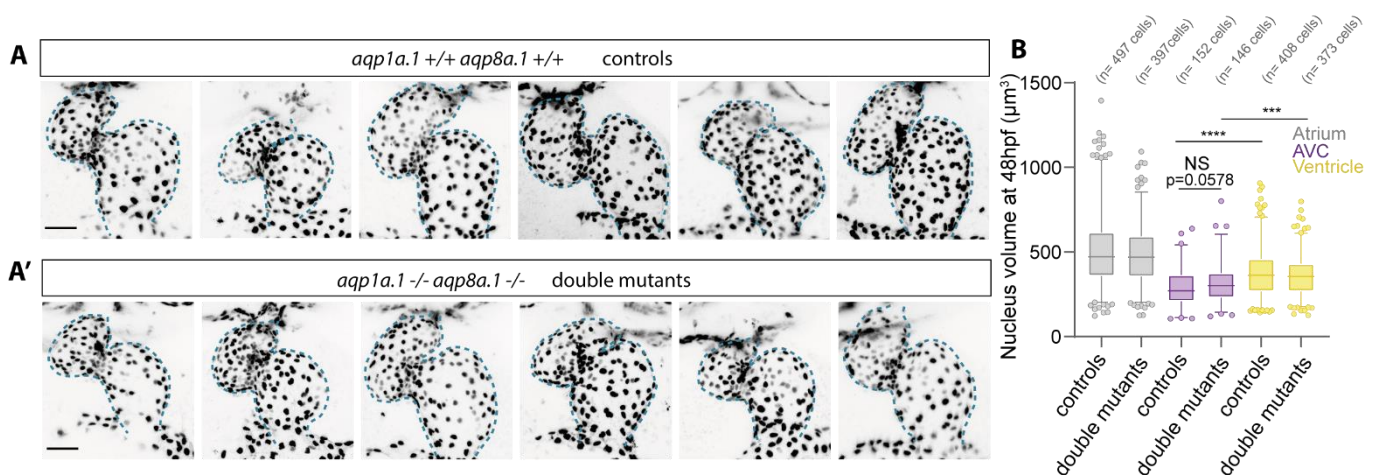 A
aqp1a.1 +/+ aqp8a.1 +/+ controls
A'
aqp1a.1 -/- aqp8a.1 -/- double mutants
B
(n= 497 cells)
(n= 397cells)
(n= 152 cells)
(n= 146 cells)
(n= 408 cells)
(n= 373 cells)
Nucleus volume at 48hpf (µm³)
1500
1000
500
0
***
****
NS
p=0.0578
Atrium
AVC
Ventricle
controls
double mutants
controls
double mutants
controls
double mutants